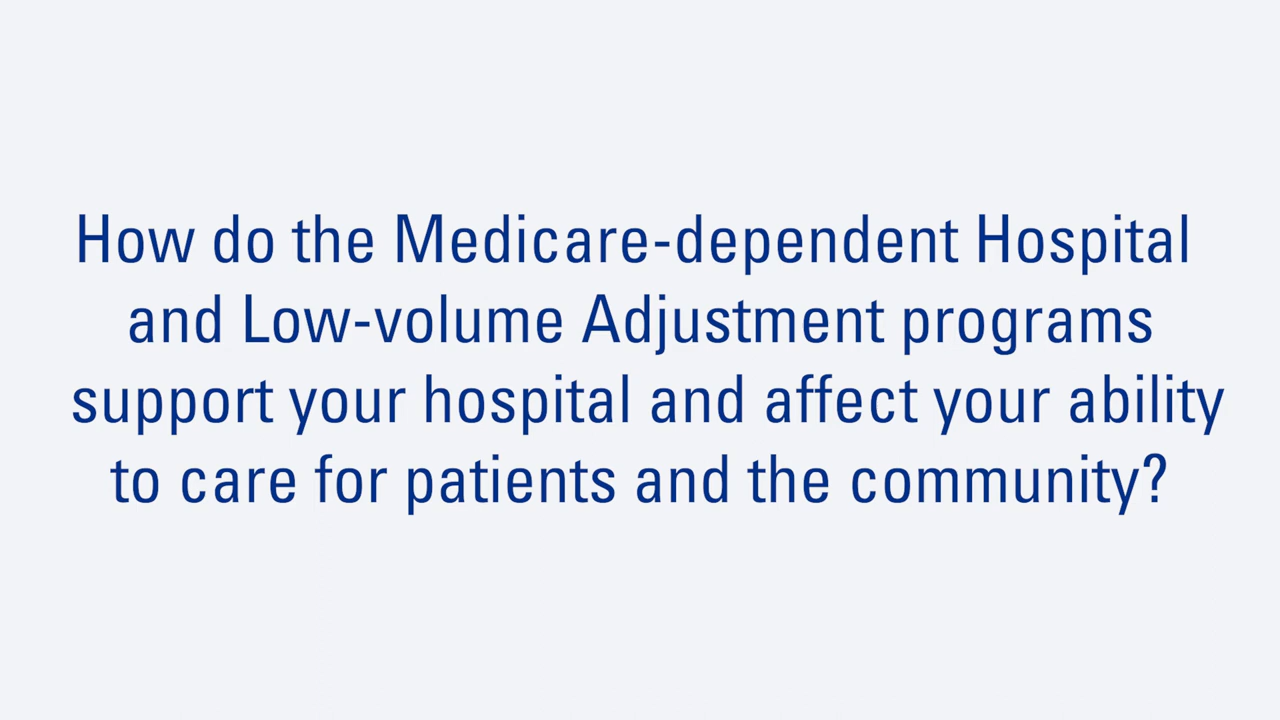 How do the Medicare-dependent Hospital
and Low-volume Adjustment programs
support your hospital and affect your ability
to care for patients and the community?